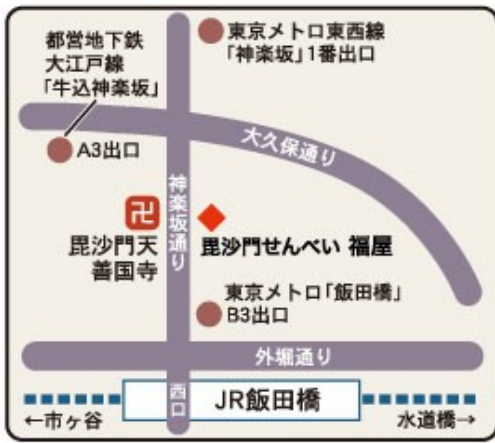 東京メトロ東西線
「神楽坂」1番出口
都営地下鉄
大江戸線
「牛込神楽坂」
A3出口
大久保通り
神楽坂通り
卍
毘沙門天
善国寺
毘沙門せんべい 福屋
東京メトロ「飯田橋」
B3出口
外堀通り
西口
JR飯田橋
←市ヶ谷
水道橋→